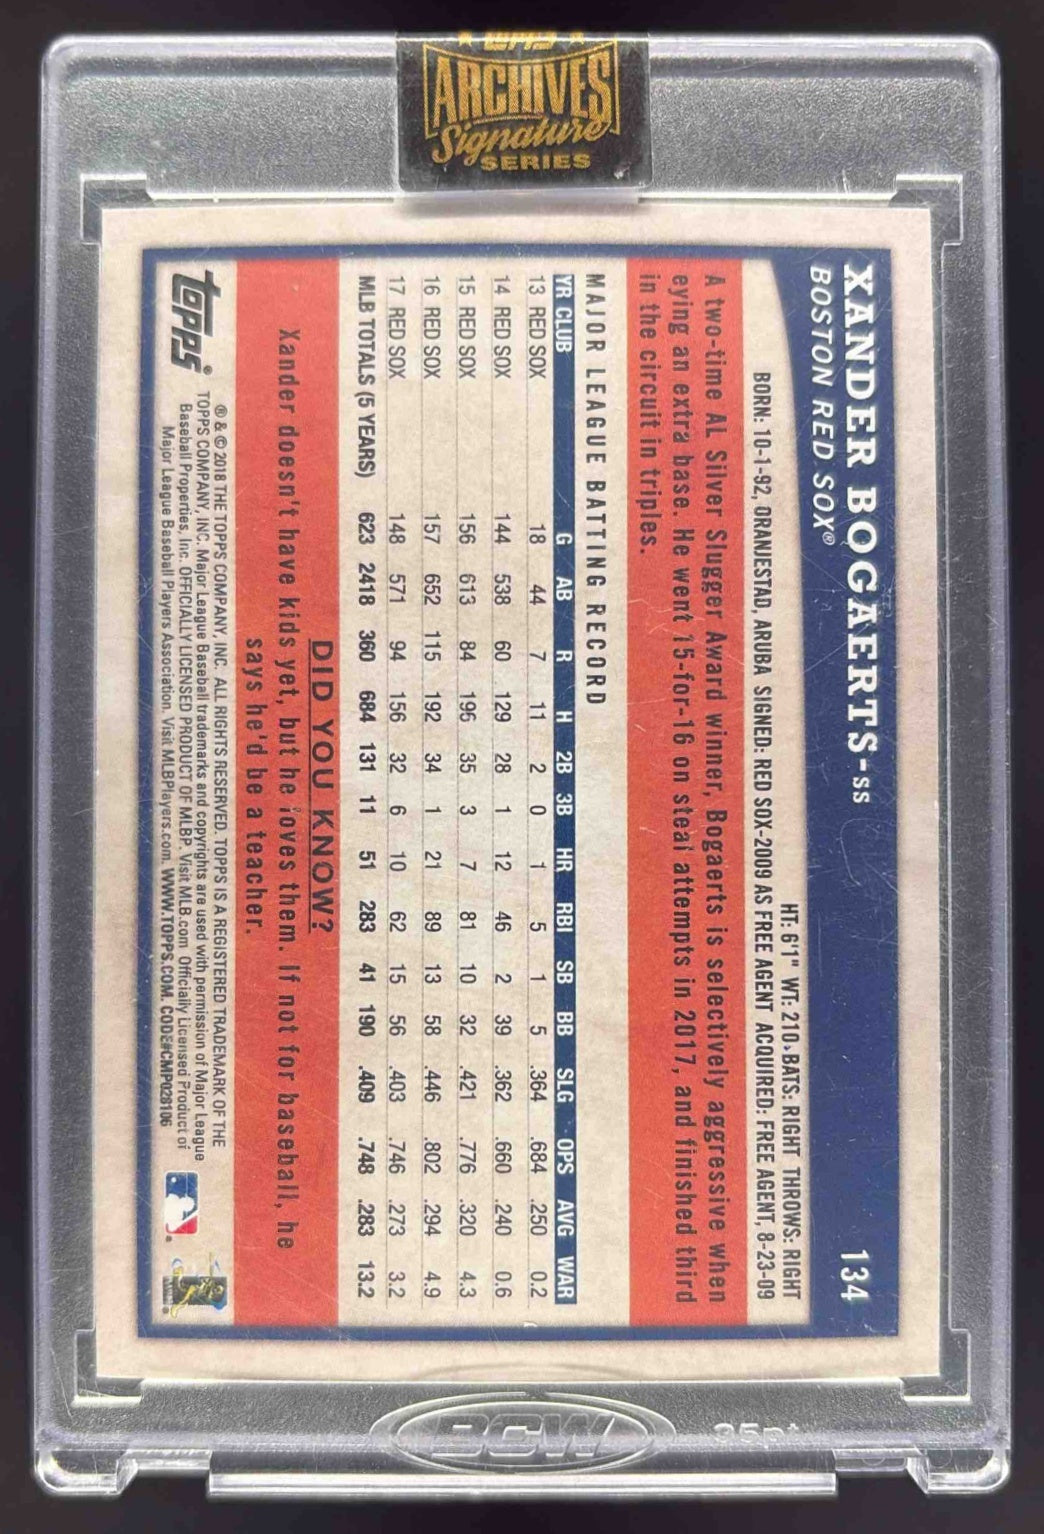 TOPPS
ARCHIVES
Signature
SERIES
XANDER BOGAERTS-SS
BOSTON RED SOX®
134
HT: 6'1" WT: 210 BATS: RIGHT THROWS: RIGHT
BORN: 10-1-92, ORANJESTAD, ARUBA SIGNED: RED SOX-2009 AS FREE AGENT ACQUIRED: FREE AGENT, 8-23-09
A two-time AL Silver Slugger Award winner, Bogaerts is selectively aggressive when
eying an extra base. He went 15-for-16 on steal attempts in 2017, and finished third
in the circuit in triples.
MAJOR LEAGUE BATTING RECORD
YR CLUB G AB R H 2B 3B HR RBI SB BB SLG OPS AVG WAR
13 RED SOX 18 44 7 11 2 0 1 5 1 5 .364 .684 .250 0.2
14 RED SOX 144 538 60 129 28 1 12 46 2 39 .362 .660 .240 0.6
15 RED SOX 156 613 84 196 35 3 7 81 10 32 .421 .776 .320 4.3
16 RED SOX 157 652 115 192 34 1 21 89 13 58 .446 .802 .294 4.9
17 RED SOX 148 571 94 156 32 6 10 62 15 56 .403 .746 .273 3.2
MLB TOTALS (5 YEARS) 623 2418 360 684 131 11 51 283 41 190 .409 .748 .283 13.2
DID YOU KNOW?
Xander doesn't have kids yet, but he loves them. If not for baseball, he
says he'd be a teacher.
topps
® & © 2018 THE TOPPS COMPANY, INC. ALL RIGHTS RESERVED. TOPPS IS A REGISTERED TRADEMARK OF THE
TOPPS COMPANY, INC. Major League Baseball trademarks and copyrights are used with permission of Major League
Baseball Properties, Inc. OFFICIALLY LICENSED PRODUCT OF MLBP. Visit MLB.com Officially Licensed Product of
Major League Baseball Players Association. Visit MLBPlayers.com. WWW.TOPPS.COM. CODE#CMP026106
BCW
35pt